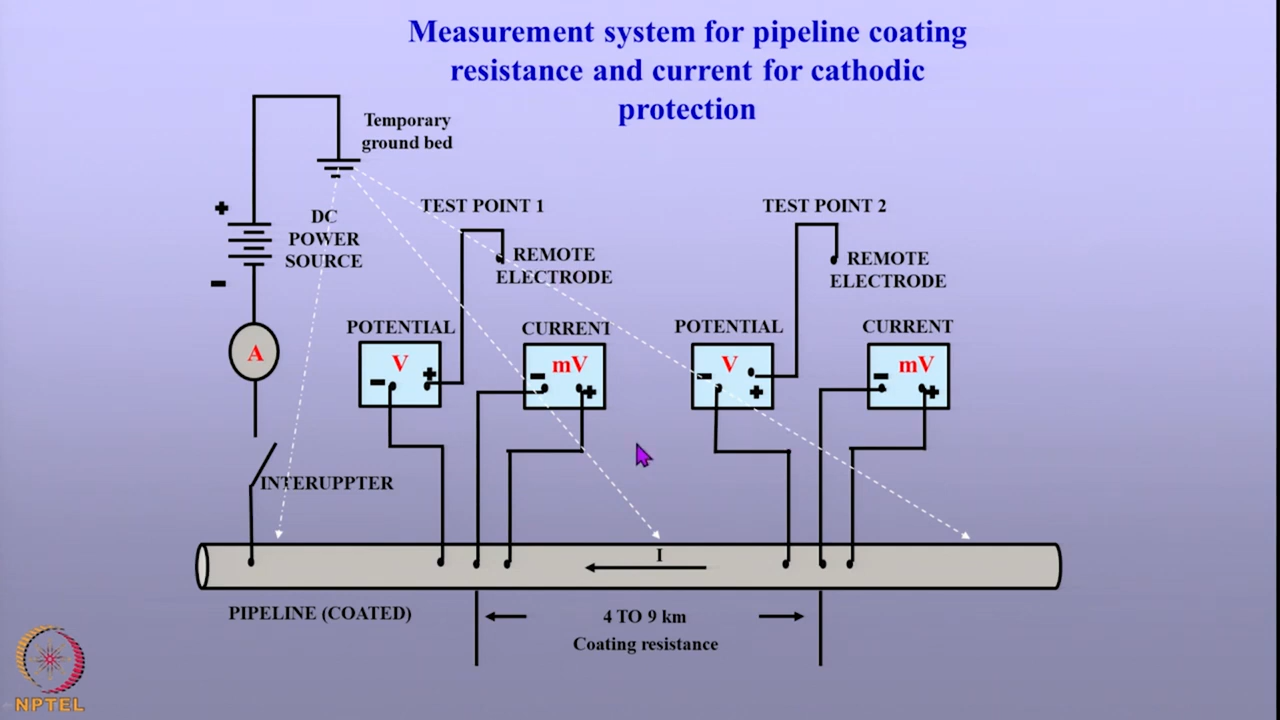 Measurement system for pipeline coating
resistance and current for cathodic
protection
Temporary
ground bed
+
DC
POWER
SOURCE
-
A
INTERUPPTER
TEST POINT 1
REMOTE
ELECTRODE
POTENTIAL
V
- +
CURRENT
mV
- +
TEST POINT 2
REMOTE
ELECTRODE
POTENTIAL
V
- +
CURRENT
mV
- +
I
PIPELINE (COATED)
4 TO 9 km
Coating resistance
NPTEL